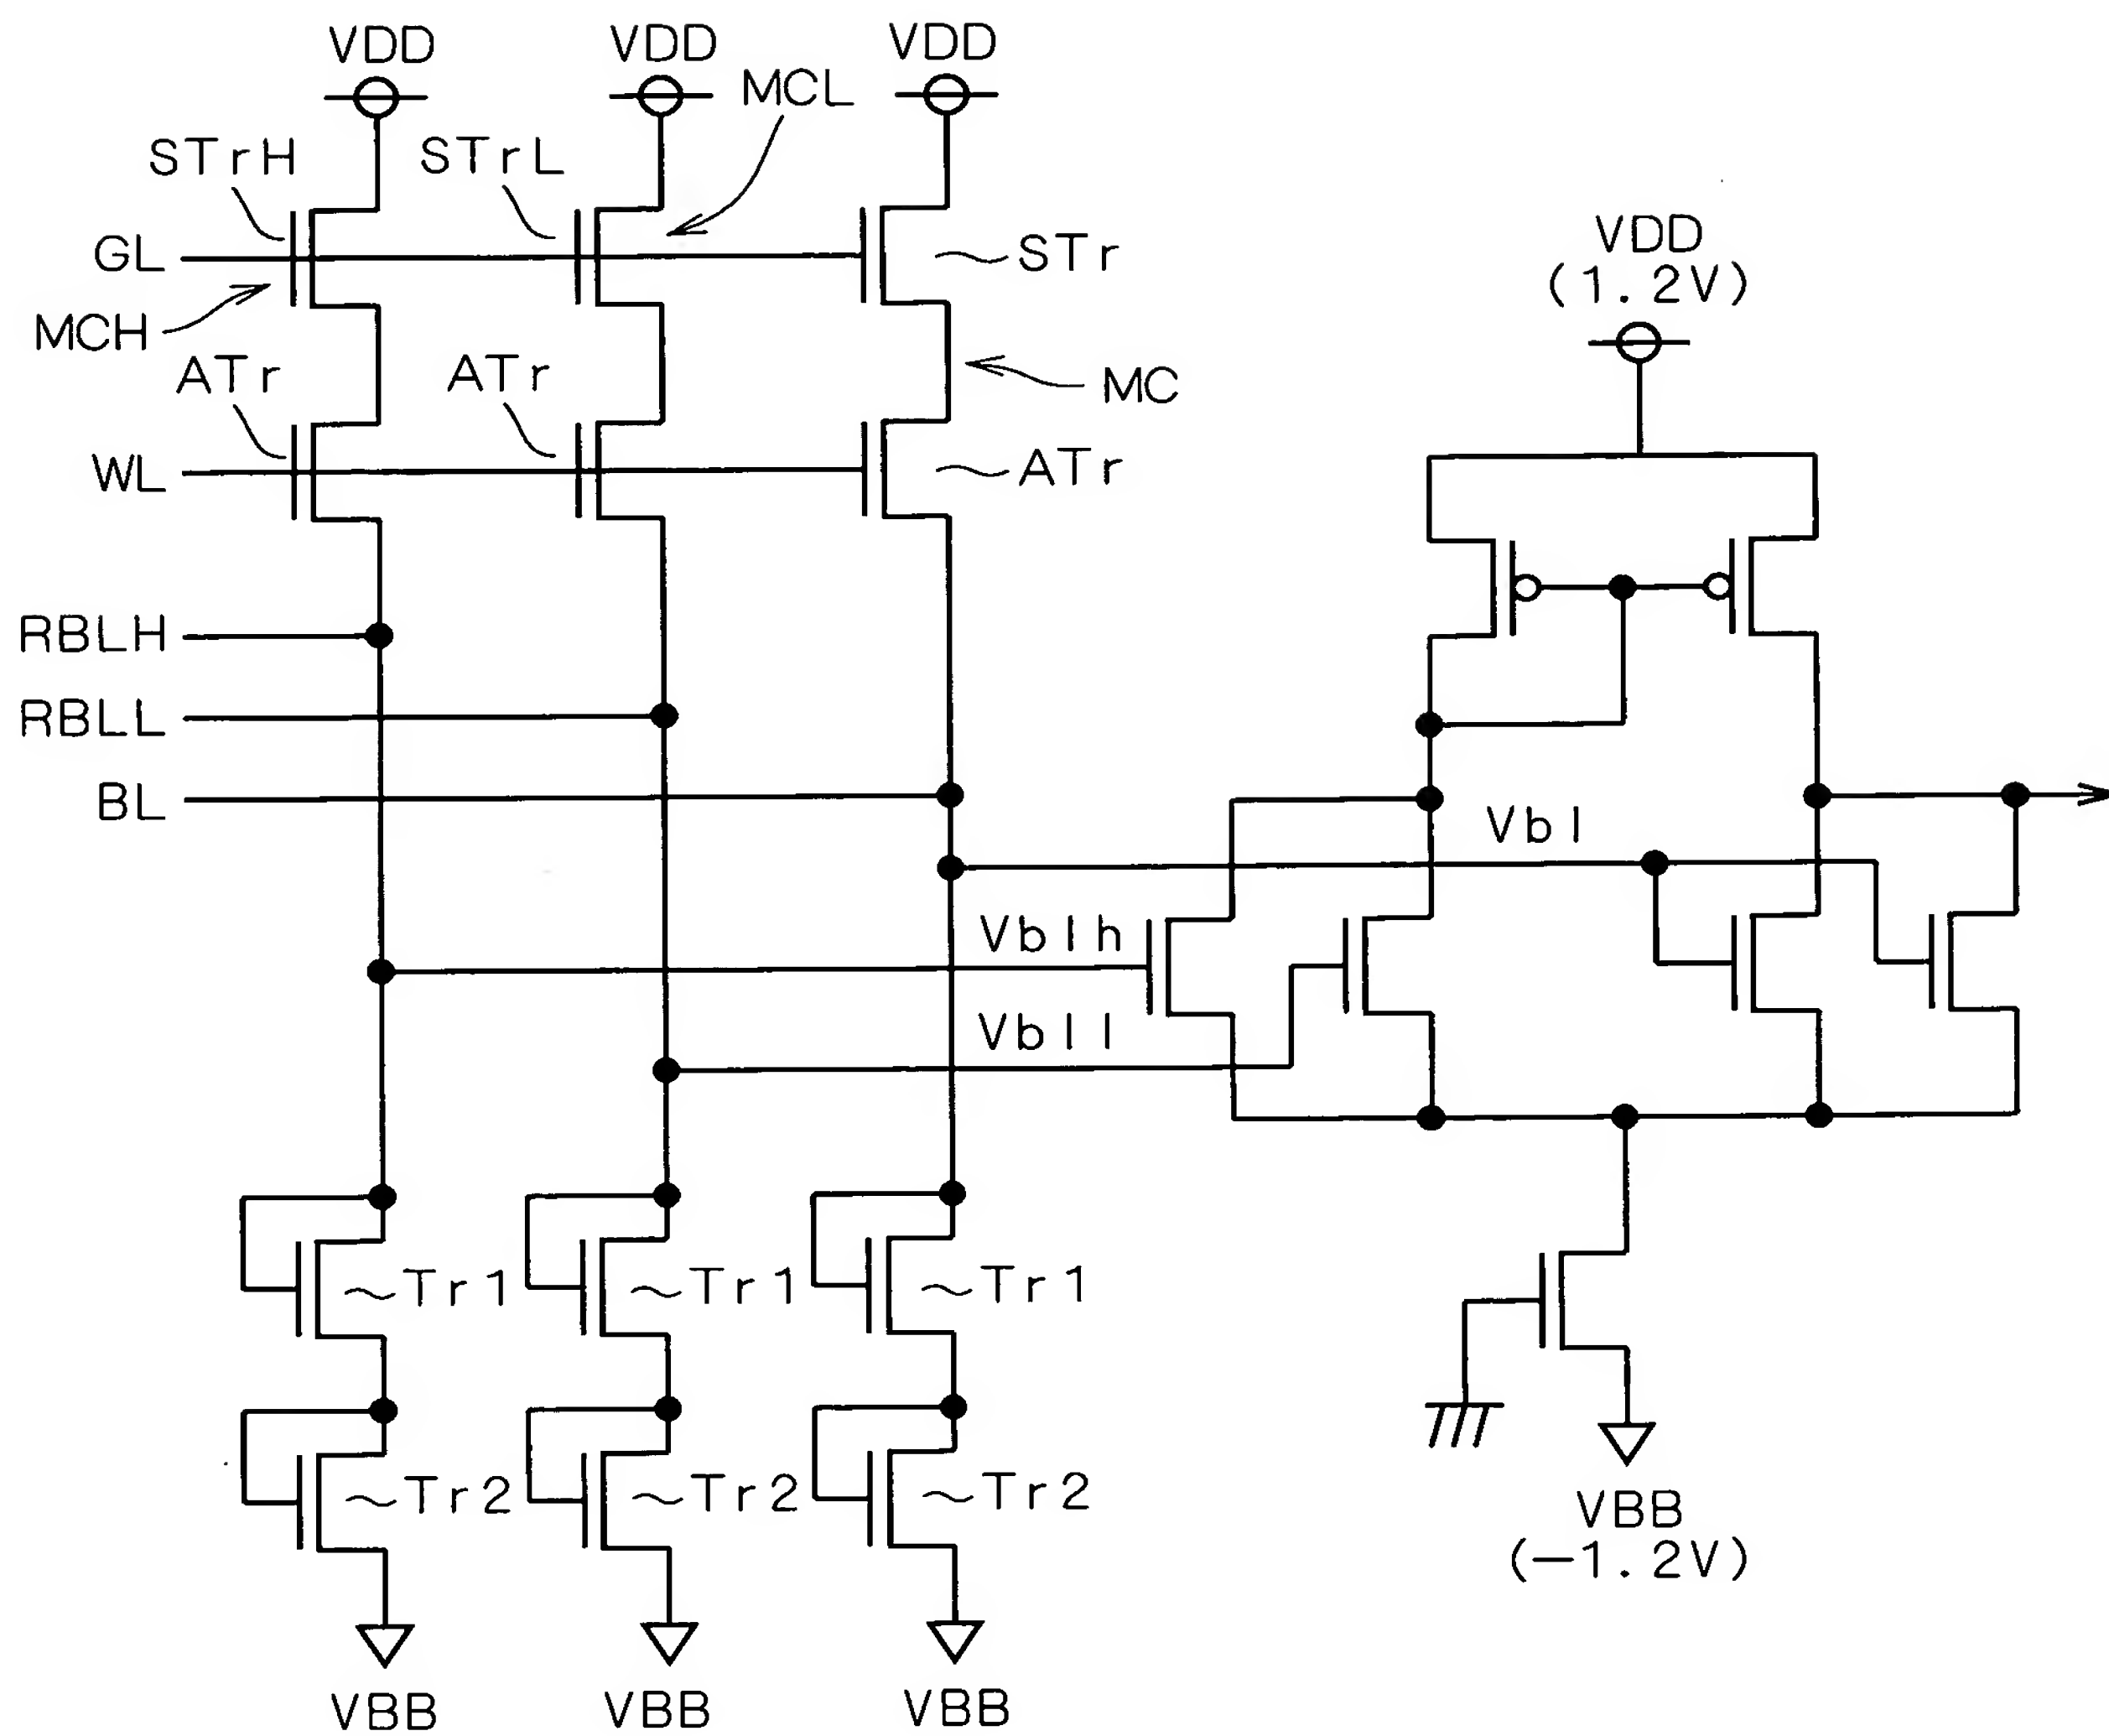 VDD
VDD
VDD
MCL
STrH
STrL
GL
STr
VDD
(1.2V)
MCH
ATr
ATr
MC
WL
ATr
RBLH
RBLL
BL
Vbl
Vblh
Vbll
Tr1
Tr1
Tr1
Tr2
Tr2
Tr2
VBB
(−1.2V)
VBB
VBB
VBB